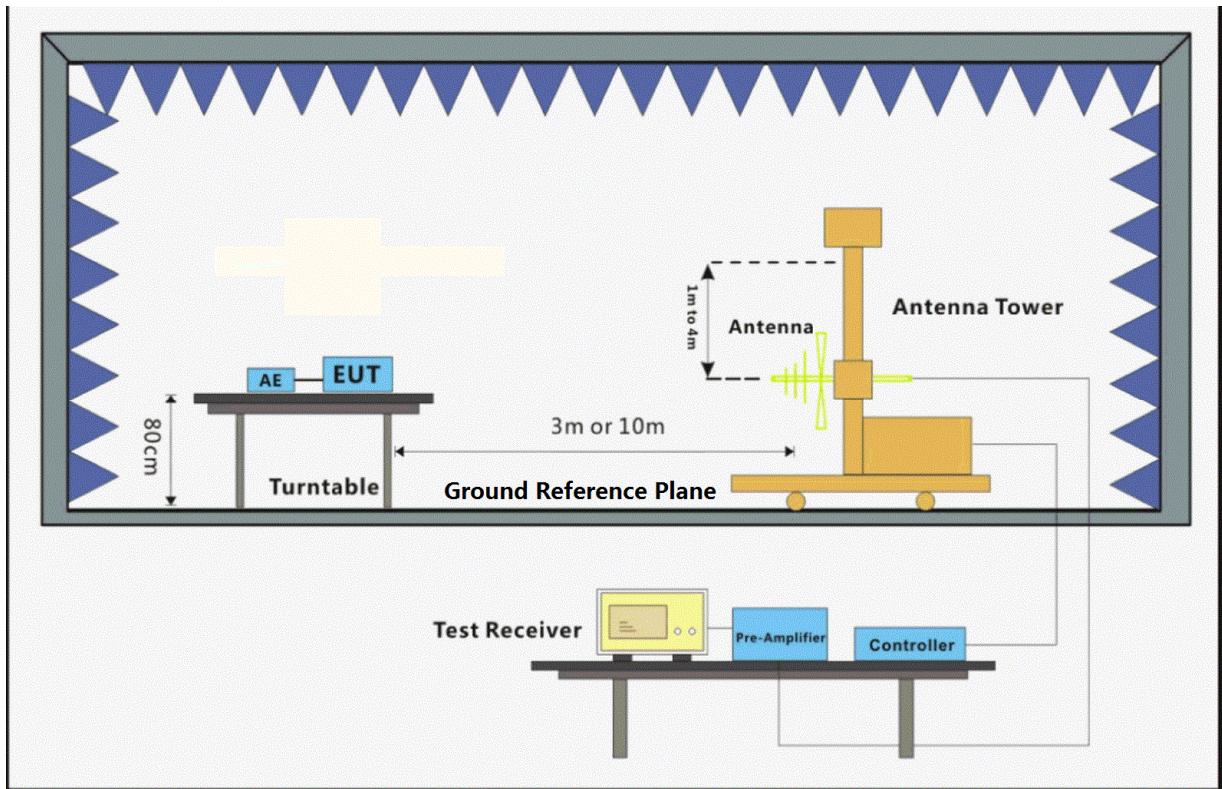 1m to 4m
Antenna
Antenna Tower
AE
EUT
80cm
3m or 10m
Turntable
Ground Reference Plane
Test Receiver
Pre-Amplifier
Controller